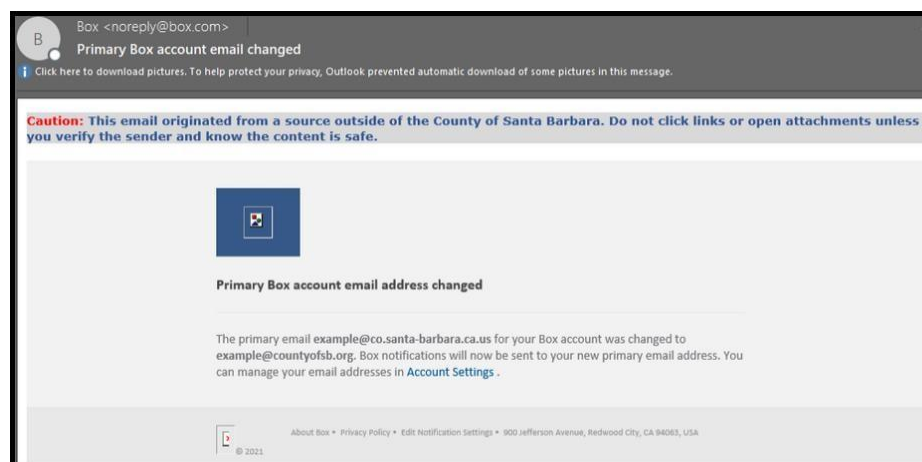 B
Box <noreply@box.com>
Primary Box account email changed
Click here to download pictures. To help protect your privacy, Outlook prevented automatic download of some pictures in this message.
Caution: This email originated from a source outside of the County of Santa Barbara. Do not click links or open attachments unless
you verify the sender and know the content is safe.
Primary Box account email address changed
The primary email example@co.santa-barbara.ca.us for your Box account was changed to
example@countyofsb.org. Box notifications will now be sent to your new primary email address. You
can manage your email addresses in Account Settings .
About Box • Privacy Policy • Edit Notification Settings • 900 Jefferson Avenue, Redwood City, CA 94063, USA
© 2021